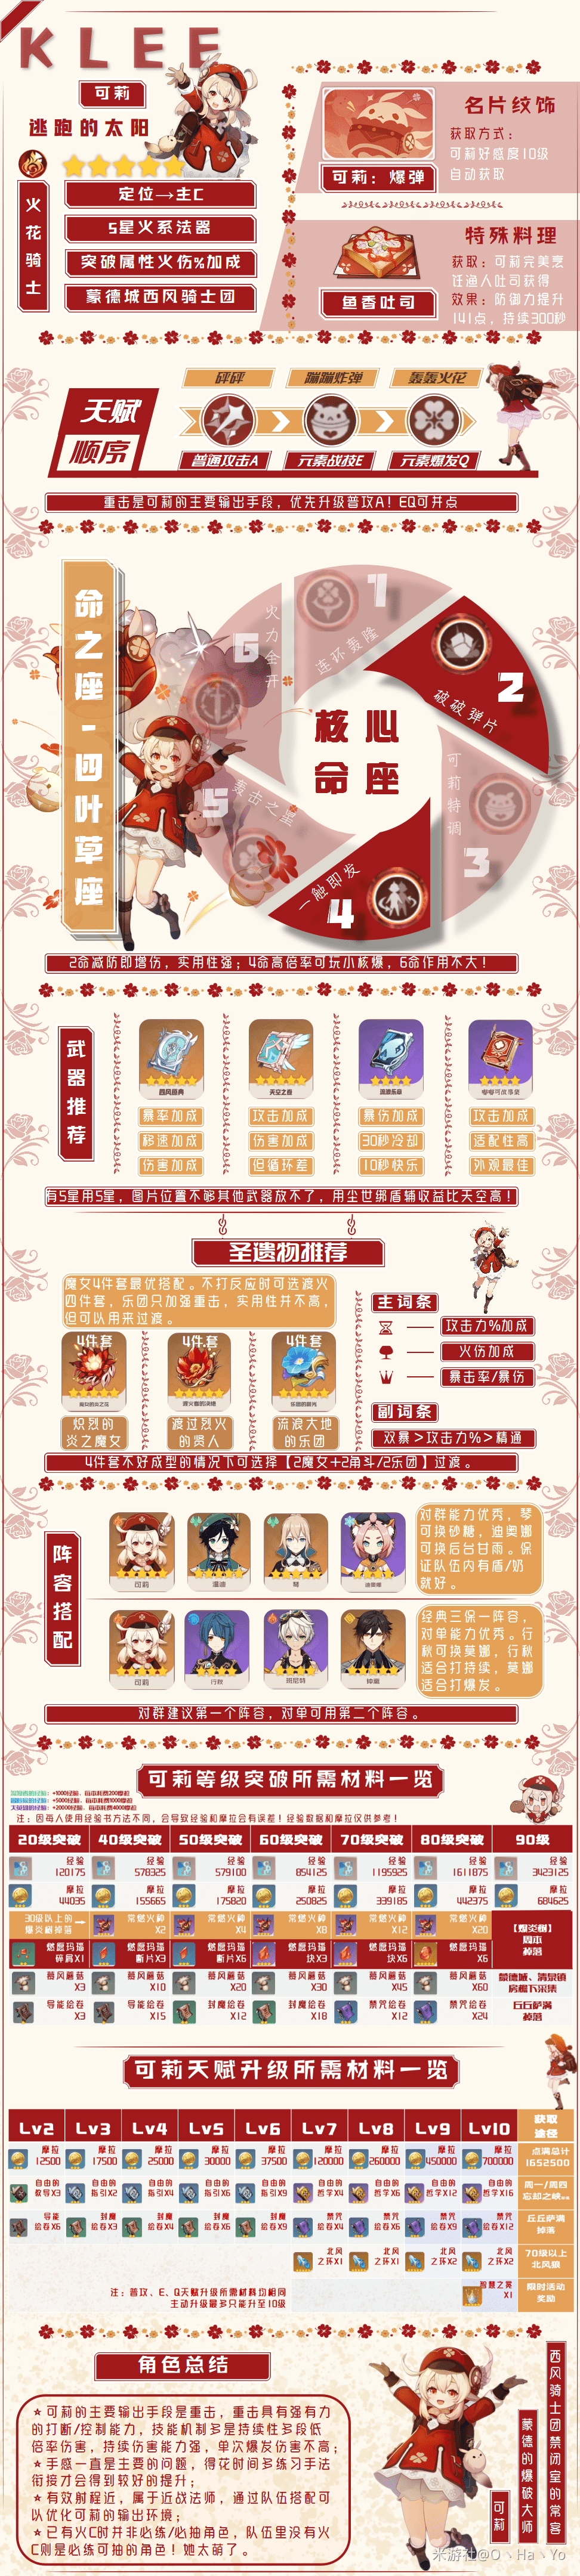 KLEE
可莉
逃跑的太阳
火花骑士
定位→主C
5星火系法器
突破属性火伤%加成
蒙德城西风骑士团
名片纹饰
获取方式：
可莉好感度10级
自动获取
可莉：爆弹
特殊料理
获取：可莉完美烹
饪渔人吐司获得
效果：防御力提升
141点，持续300秒
鱼香吐司
天赋
顺序
砰砰
蹦蹦炸弹
轰轰火花
普通攻击A
元素战技E
元素爆发Q
重击是可莉的主要输出手段，优先升级普攻A！EQ可并点
命之座-四叶草座
核心
命座
1
连环轰隆
2
破破弹片
3
可莉特调
4
一触即发
5
轰击之星
6
火力全开
2命减防即增伤，实用性强；4命高倍率可玩小核爆，6命作用不大！
武器推荐
四风原典
天空之卷
流浪乐章
嘟嘟可故事集
暴率加成
攻击加成
暴伤加成
攻击加成
移速加成
伤害加成
30秒冷却
适配性高
伤害加成
但循环差
10秒快乐
外观最佳
有5星用5星，图片位置不够其他武器放不了，用尘世绑盾辅收益比天空高！
圣遗物推荐
魔女4件套最优搭配。不打反应时可选渡火
四件套，乐团只加强重击，实用性并不高，
但可以用来过渡。
4件套
4件套
4件套
炽烈的
炎之魔女
渡过烈火
的贤人
流浪大地
的乐团
主词条
攻击力%加成
火伤加成
暴击率/暴伤
副词条
双暴>攻击力%>精通
4件套不好成型的情况下可选择【2魔女+2角斗/2乐团】过渡。
阵容搭配
可莉
温迪
琴
迪奥娜
对群能力优秀，琴
可换砂糖，迪奥娜
可换后台甘雨。保
证队伍内有盾/奶
就好。
可莉
行秋
班尼特
钟离
经典三保一阵容，
对单能力优秀。行
秋可换莫娜，行秋
适合打持续，莫娜
适合打爆发。
对群建议第一个阵容，对单可用第二个阵容。
可莉等级突破所需材料一览
注：因每人使用经验书方法不同，会导致经验和摩拉会有误差！经验数据和摩拉仅供参考！
20级突破 40级突破 50级突破 60级突破 70级突破 80级突破 90级
经验 经验 经验 经验 经验 经验 经验
120175 578325 579100 854125 1195925 1611875 3423125
摩拉 摩拉 摩拉 摩拉 摩拉 摩拉 摩拉
44035 155665 175820 250825 339185 442375 684625
30级以上的
爆炎树掉落
常燃火种 常燃火种 常燃火种 常燃火种 常燃火种
X2 X4 X8 X12 X20
【爆炎树】
周本
掉落
燃愿玛瑙 燃愿玛瑙 燃愿玛瑙 燃愿玛瑙 燃愿玛瑙 燃愿玛瑙
碎屑X1 断片X3 断片X6 块X3 块X6 X6
慕风蘑菇 慕风蘑菇 慕风蘑菇 慕风蘑菇 慕风蘑菇 慕风蘑菇
X3 X10 X20 X30 X45 X60
蒙德城、清泉镇
房檐下采集
导能绘卷 导能绘卷 封魔绘卷 封魔绘卷 禁咒绘卷 禁咒绘卷
X3 X15 X12 X18 X12 X24
丘丘萨满
掉落
可莉天赋升级所需材料一览
Lv2 Lv3 Lv4 Lv5 Lv6 Lv7 Lv8 Lv9 Lv10 获取途径
摩拉 摩拉 摩拉 摩拉 摩拉 摩拉 摩拉 摩拉 摩拉 点满总计
12500 17500 25000 30000 37500 120000 260000 450000 700000 1652500
自由的 自由的 自由的 自由的 自由的 自由的 自由的 自由的 自由的 周一/周四
教导X3 指引X2 指引X4 指引X6 指引X9 哲学X4 哲学X6 哲学X12 哲学X16 忘却之峡
导能 封魔 封魔 封魔 封魔 禁咒 禁咒 禁咒 禁咒 丘丘萨满
绘卷X6 绘卷X3 绘卷X4 绘卷X6 绘卷X9 绘卷X4 绘卷X6 绘卷X9 绘卷X12 掉落
北风 北风 北风 北风 70级以上
之环X1 之环X1 之环X2 之环X2 北风狼
智慧之冕 限时活动
X1 奖励
注：普攻、E、Q天赋升级所需材料均相同
主动升级最多只能升至10级
角色总结
☆可莉的主要输出手段是重击，重击具有强有力
的打断/控制能力，技能机制多是持续性多段低
倍率伤害，持续伤害能力强，单次爆发伤害不高；
☆手感一直是主要的问题，得花时间多练习手法
衔接才会得到较好的提升；
☆有效射程近，属于近战法师，通过队伍搭配可
以优化可莉的输出环境；
☆已有火C时并非必练/必抽角色，队伍里没有火
C则是必练可抽的角色！她太萌了。
西风骑士团禁闭室的常客
蒙德的爆破大师
可莉
米游社@O丶Ha丶Yo